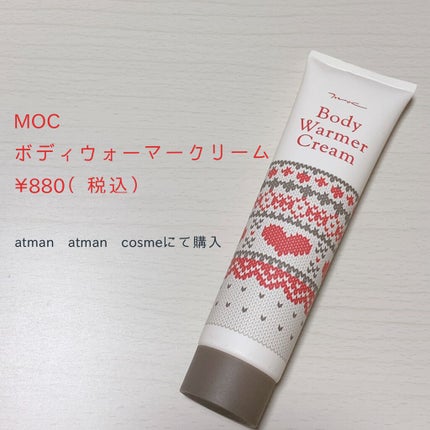 MOC
ボディウォーマークリーム
¥880( 税込)
atman atman cosmeにて購入
Body
Warmer
Cream